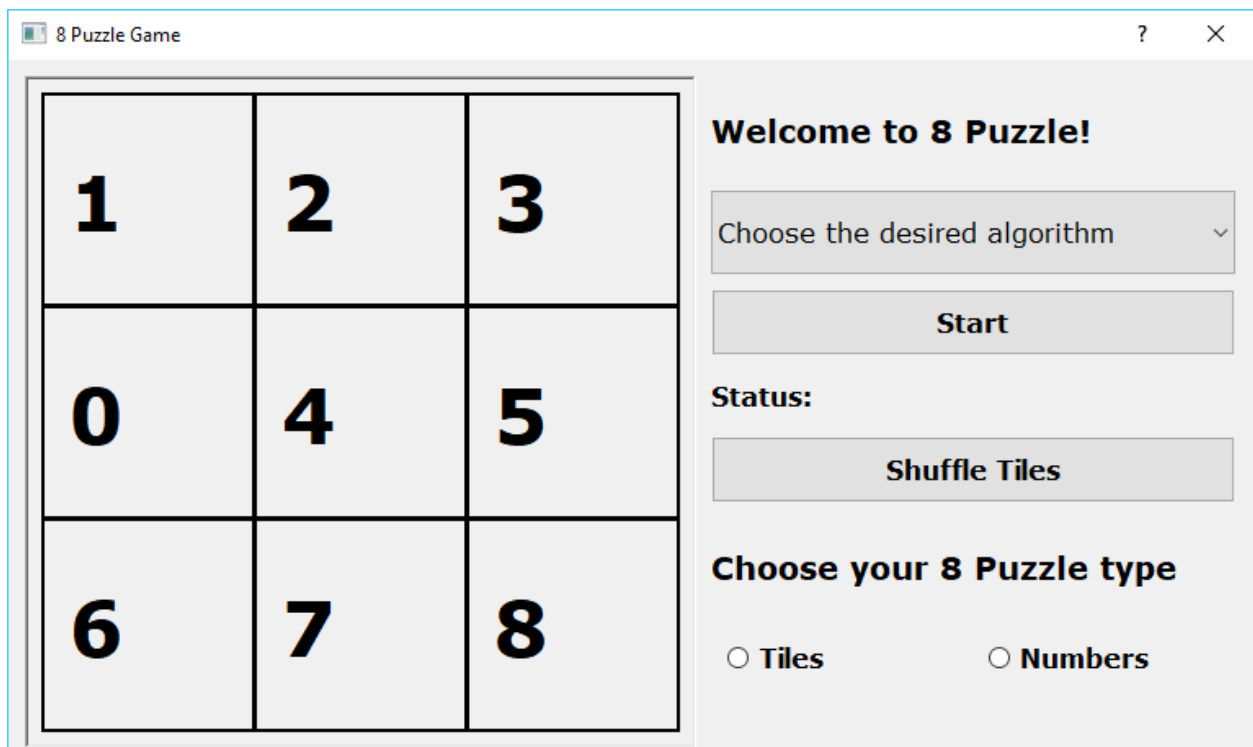 8 Puzzle Game
?
1 2 3
0 4 5
6 7 8
Welcome to 8 Puzzle!
Choose the desired algorithm
Start
Status:
Shuffle Tiles
Choose your 8 Puzzle type
Tiles Numbers